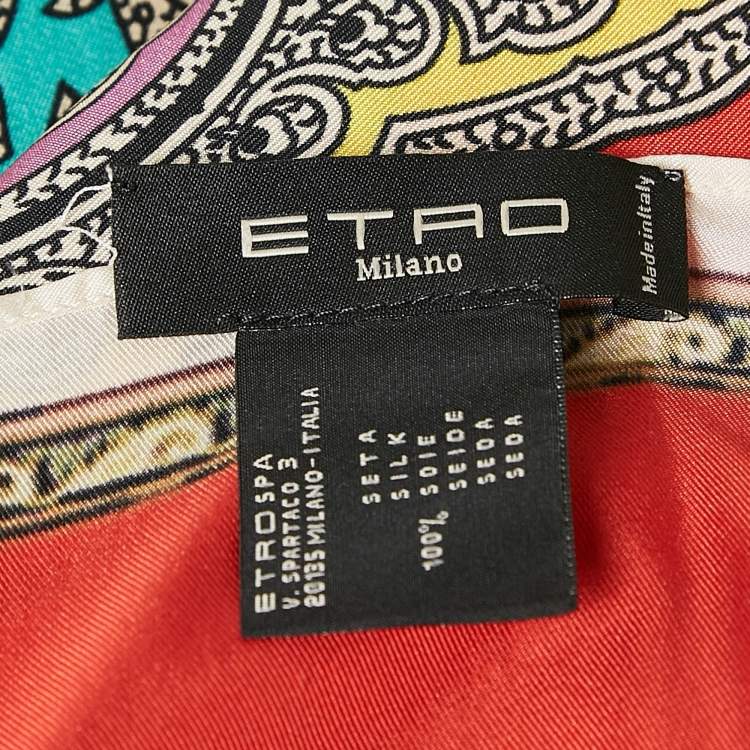 ETRO
Milano
Made in Italy
ETRO SPA
V. SPARTACO 3
20135 MILANO-ITALIA
SETA
SILK
100% SOIE
SEIDE
SEDA
SEDA